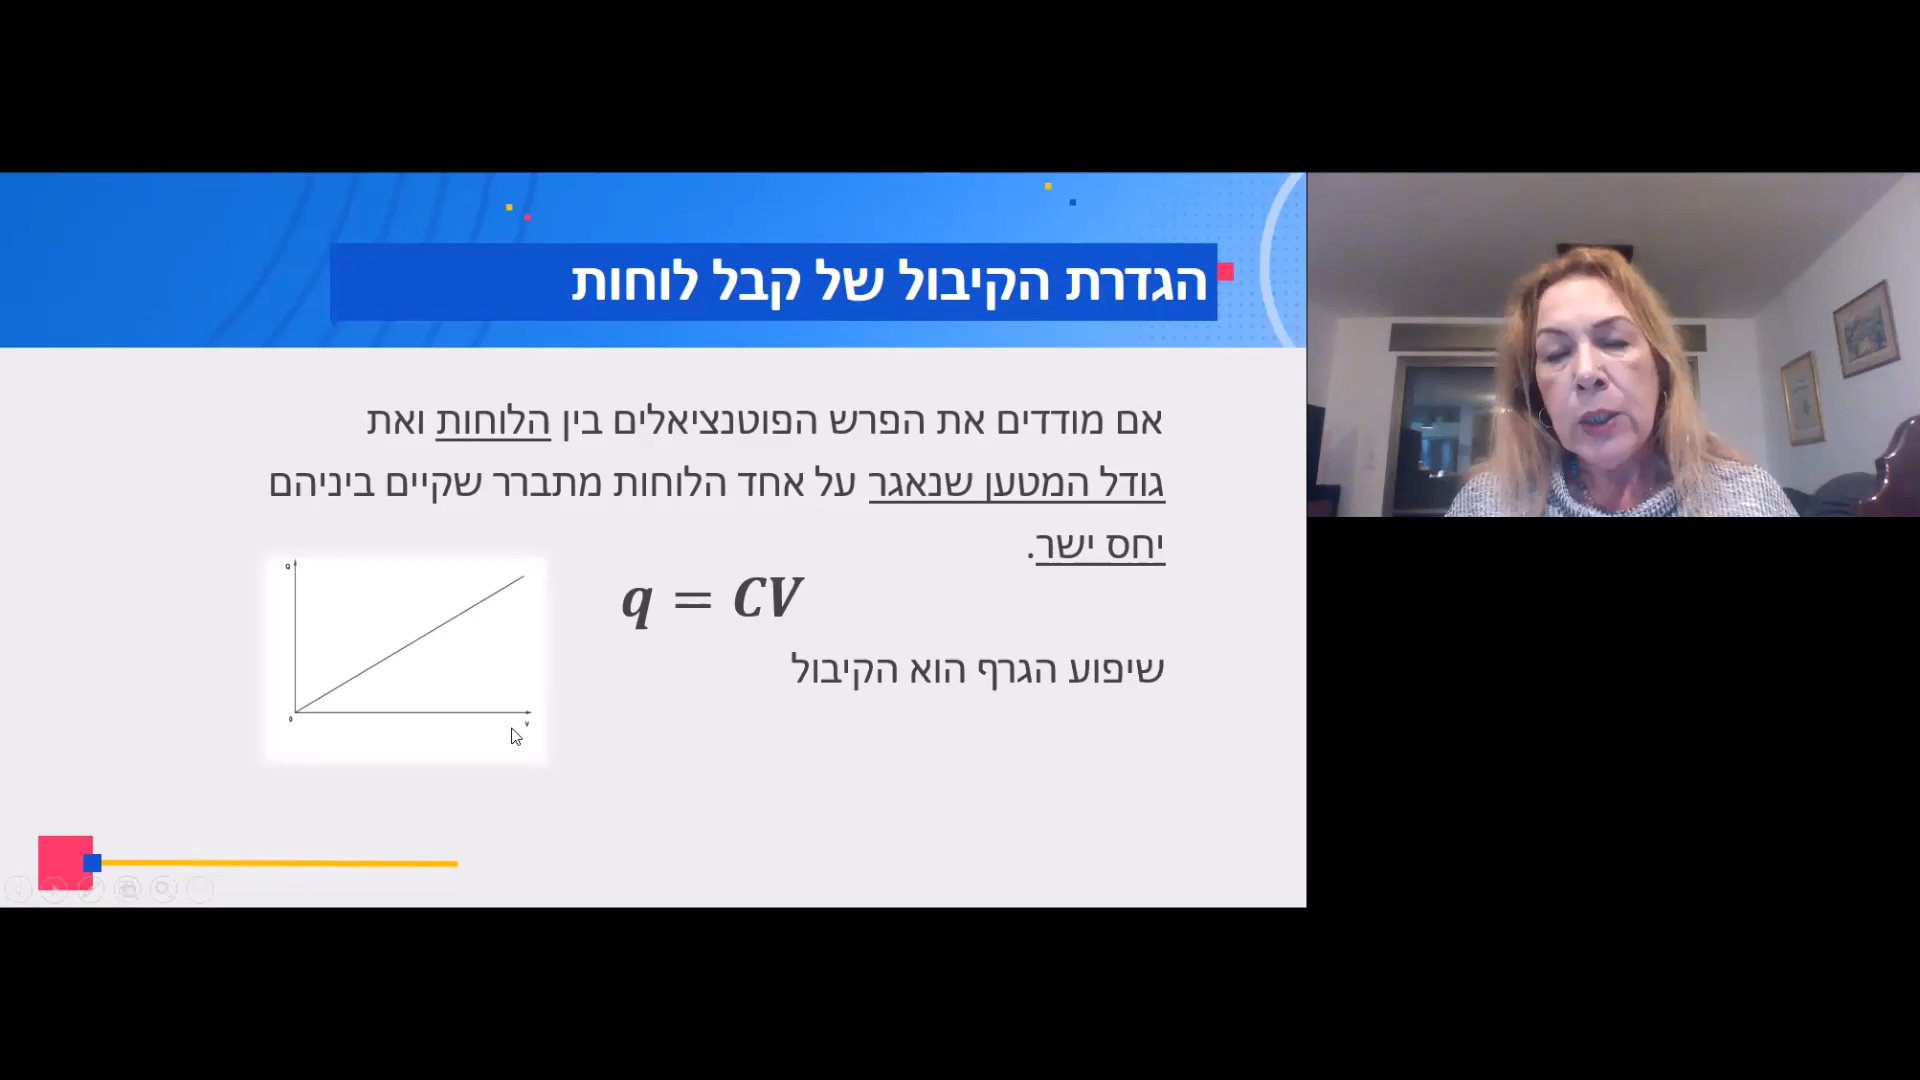 הגדרת הקיבול של קבל לוחות
אם מודדים את הפרש הפוטנציאלים בין הלוחות ואת
גודל המטען שנאגר על אחד הלוחות מתברר שקיים ביניהם
יחס ישר.
q = CV
שיפוע הגרף הוא הקיבול
Q
0
V